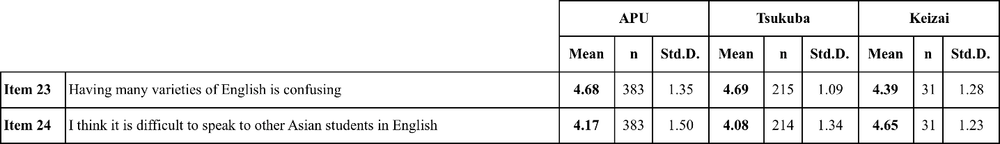 APU Tsukuba Keizai
Mean n Std.D. Mean n Std.D. Mean n Std.D.
Item 23 Having many varieties of English is confusing 4.68 383 1.35 4.69 215 1.09 4.39 31 1.28
Item 24 I think it is difficult to speak to other Asian students in English 4.17 383 1.50 4.08 214 1.34 4.65 31 1.23